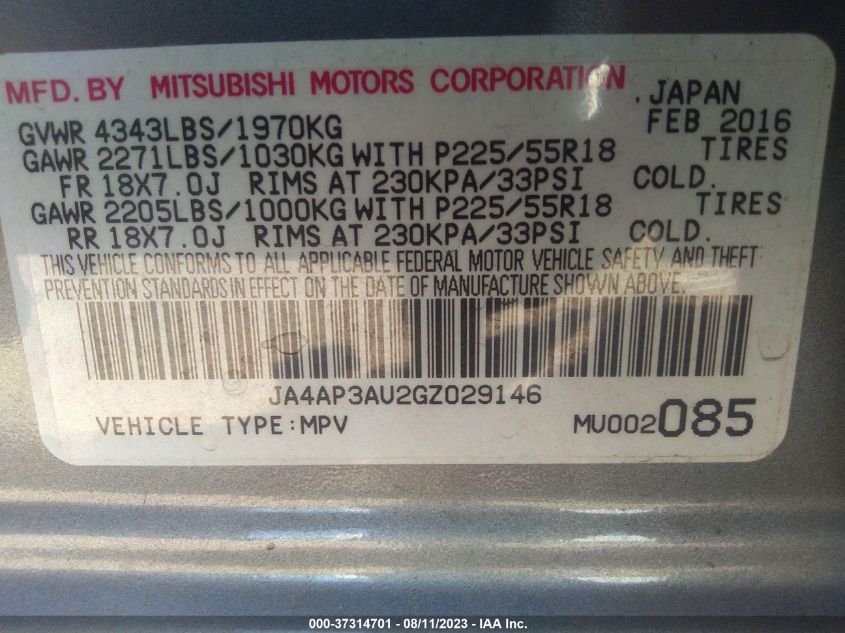 MFD. BY MITSUBISHI MOTORS CORPORATION, JAPAN
GVWR 4343LBS/1970KG FEB 2016
GAWR 2271LBS/1030KG WITH P225/55R18 TIRES
FR 18X7.0J RIMS AT 230KPA/33PSI COLD.
GAWR 2205LBS/1000KG WITH P225/55R18 TIRES
RR 18X7.0J RIMS AT 230KPA/33PSI COLD.
THIS VEHICLE CONFORMS TO ALL APPLICABLE FEDERAL MOTOR VEHICLE SAFETY AND THEFT
PREVENTION STANDARDS IN EFFECT ON THE DATE OF MANUFACTURE SHOWN ABOVE.
JA4AP3AU2GZ029146
VEHICLE TYPE:MPV MU002085
000-37314701 - 08/11/2023 - IAA Inc.